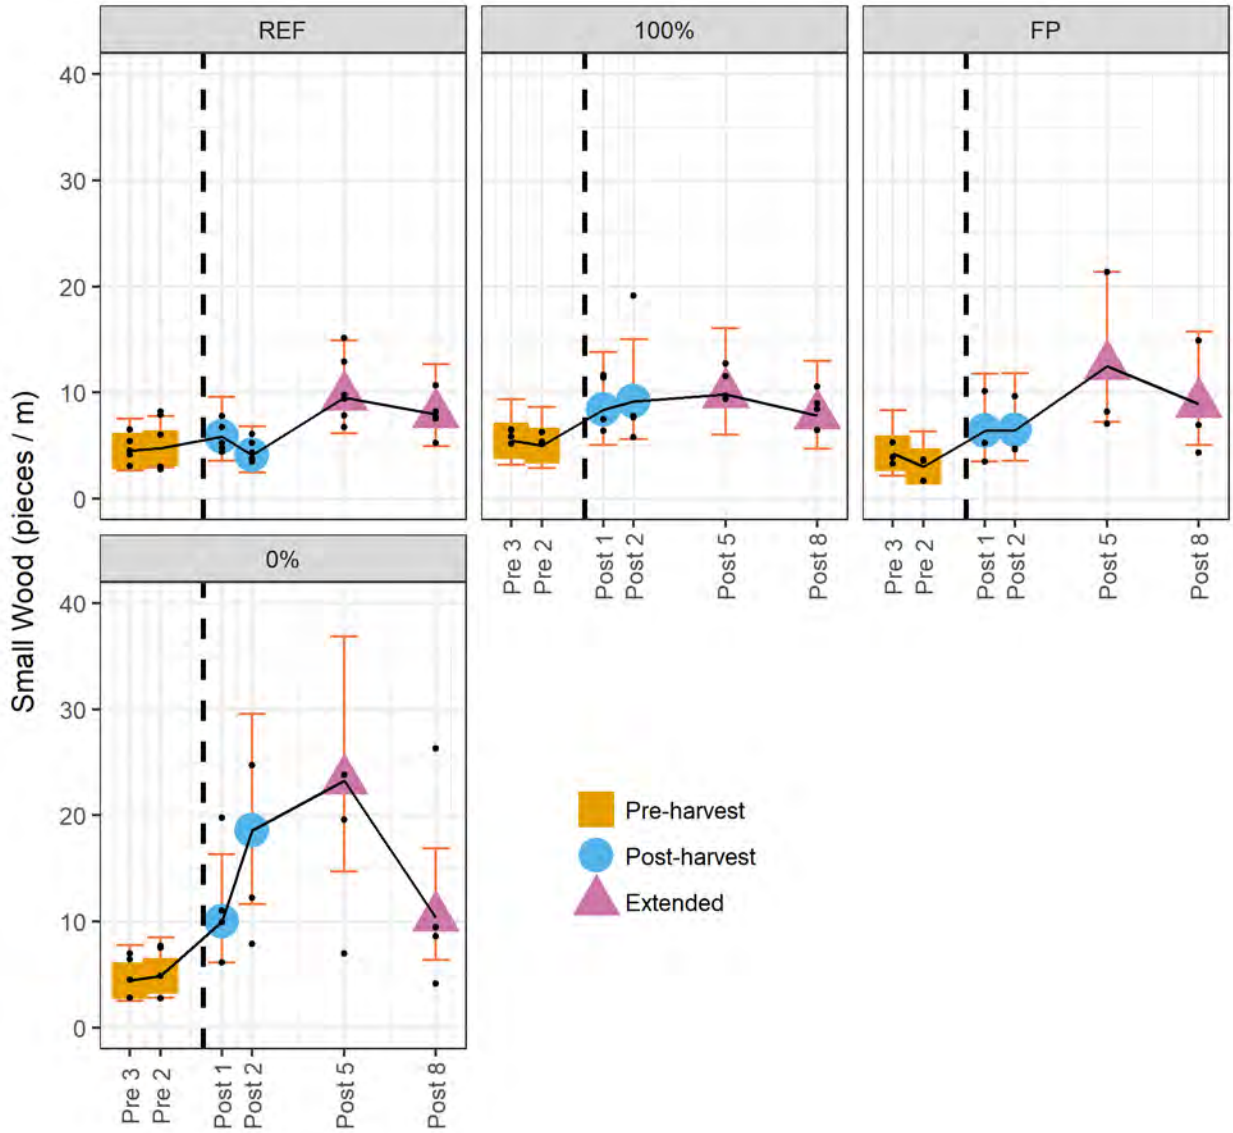 REF
100%
FP
40
30
20
10
0
Pre 3
Pre 2
Post 1
Post 2
Post 5
Post 8
Pre 3
Pre 2
Post 1
Post 2
Post 5
Post 8
Small Wood (pieces / m)
0%
40
30
20
10
0
Pre 3
Pre 2
Post 1
Post 2
Post 5
Post 8
Pre-harvest
Post-harvest
Extended